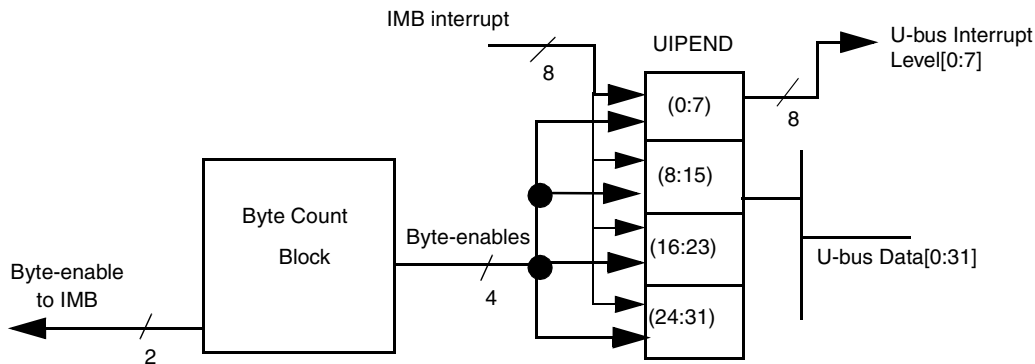 IMB interrupt
8
UIPEND
U-bus Interrupt
Level[0:7]
8
(0:7)
(8:15)
(16:23)
(24:31)
U-bus Data[0:31]
Byte Count
Block
Byte-enables
4
Byte-enable
to IMB
2